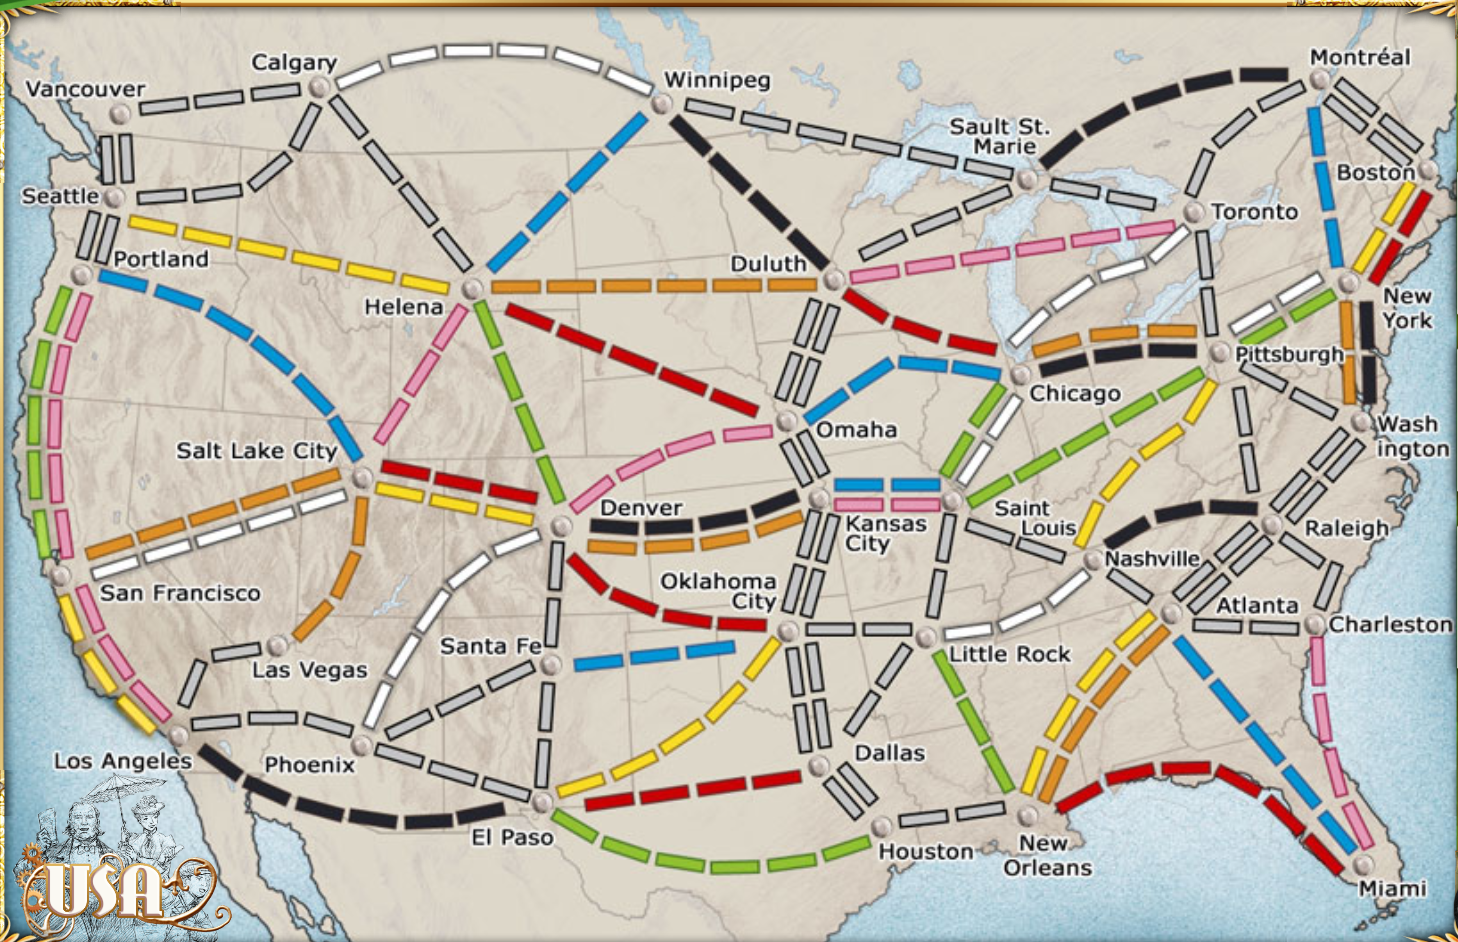 Calgary
Vancouver
Winnipeg
Montréal
Sault St.
Marie
Boston
Seattle
Toronto
Portland
Duluth
Helena
New
York
Pittsburgh
Chicago
Omaha
Wash
ington
Salt Lake City
Denver
Saint
Louis
Kansas
City
Raleigh
Nashville
Oklahoma
City
San Francisco
Atlanta
Charleston
Santa Fe
Las Vegas
Little Rock
Dallas
Los Angeles
Phoenix
El Paso
Houston
New
Orleans
Miami
USA